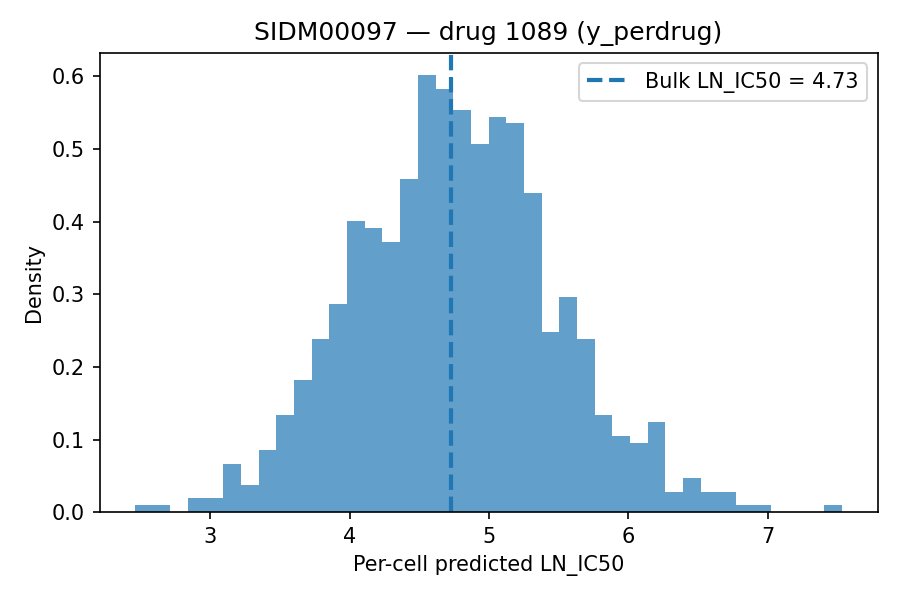 SIDM00097 — drug 1089 (y_perdrug)
Bulk LN_IC50 = 4.73
0.6
0.5
0.4
0.3
0.2
0.1
0.0
Density
3 4 5 6 7
Per-cell predicted LN_IC50